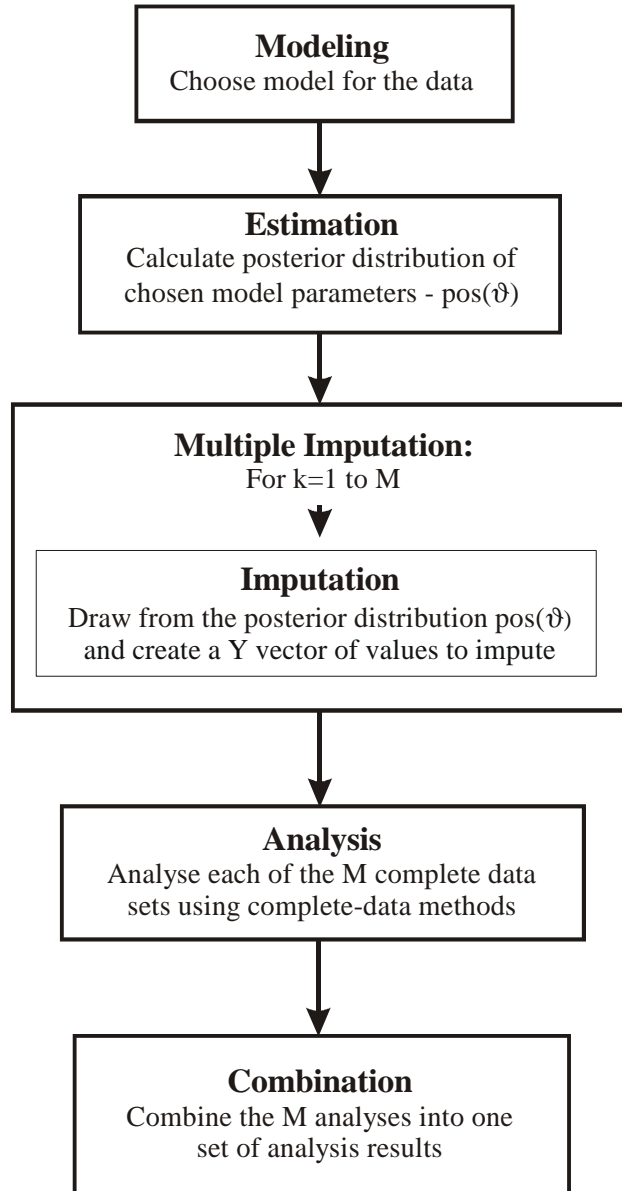 Modeling
Choose model for the data
Estimation
Calculate posterior distribution of
chosen model parameters - pos(ϑ)
Multiple Imputation:
For k=1 to M
Imputation
Draw from the posterior distribution pos(ϑ)
and create a Y vector of values to impute
Analysis
Analyse each of the M complete data
sets using complete-data methods
Combination
Combine the M analyses into one
set of analysis results